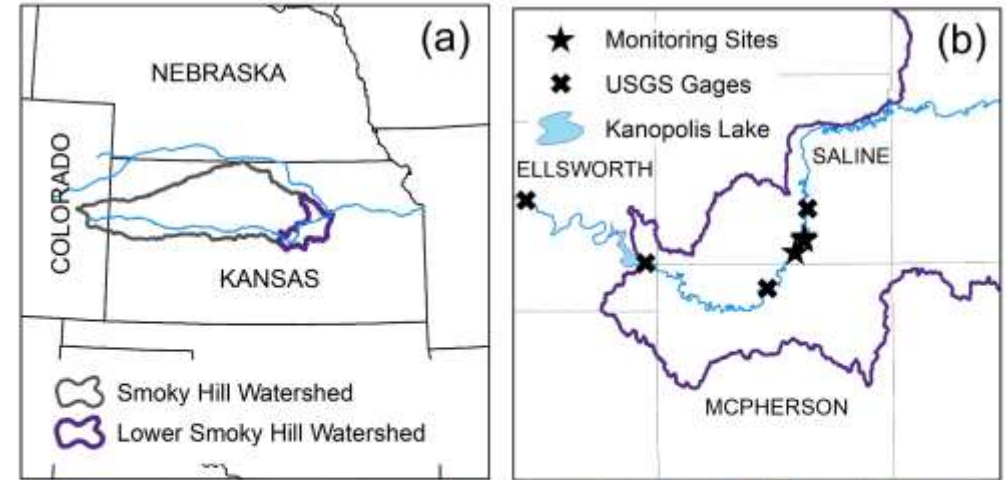 (a)
NEBRASKA
COLORADO
KANSAS
Smoky Hill Watershed
Lower Smoky Hill Watershed
(b)
Monitoring Sites
USGS Gages
Kanopolis Lake
ELLSWORTH
SALINE
MCPHERSON